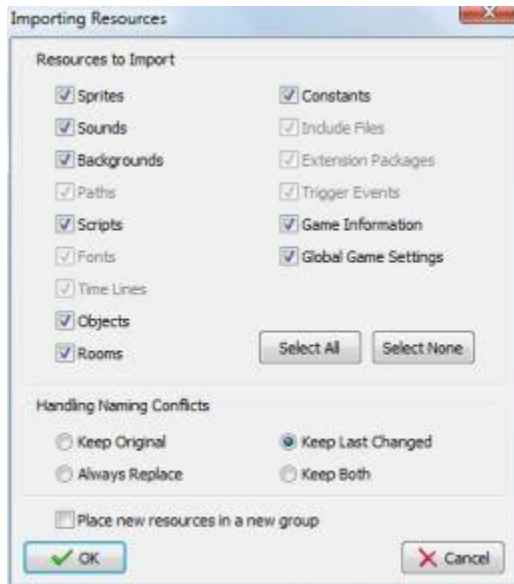 Importing Resources
Resources to Import
Sprites
Constants
Sounds
Include Files
Backgrounds
Extension Packages
Paths
Trigger Events
Scripts
Game Information
Fonts
Global Game Settings
Time Lines
Objects
Rooms
Select All
Select None
Handling Naming Conflicts
Keep Original
Keep Last Changed
Always Replace
Keep Both
Place new resources in a new group
OK
Cancel